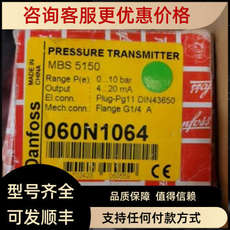 咨询客服更多优惠价格
MADE IN
CHINA
PRESSURE TRANSMITTER
MBS 5150
Range P(e) 0...10 bar
Output 4...20 mA
El.conn. Plug-Pg11 DIN43650
Mech.conn. Flange G1/4 A
060N1064
Danfoss
Danfoss
型号齐全
可发顺丰
品质保障 值得信赖
支持任何付款方式